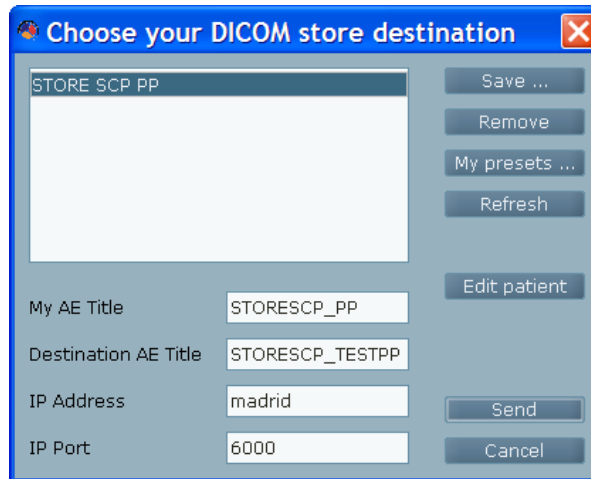 Choose your DICOM store destination
STORE SCP PP
Save ...
Remove
My presets ...
Refresh
Edit patient
My AE Title
STORESCP_PP
Destination AE Title
STORESCP_TESTPP
IP Address
madrid
Send
IP Port
6000
Cancel